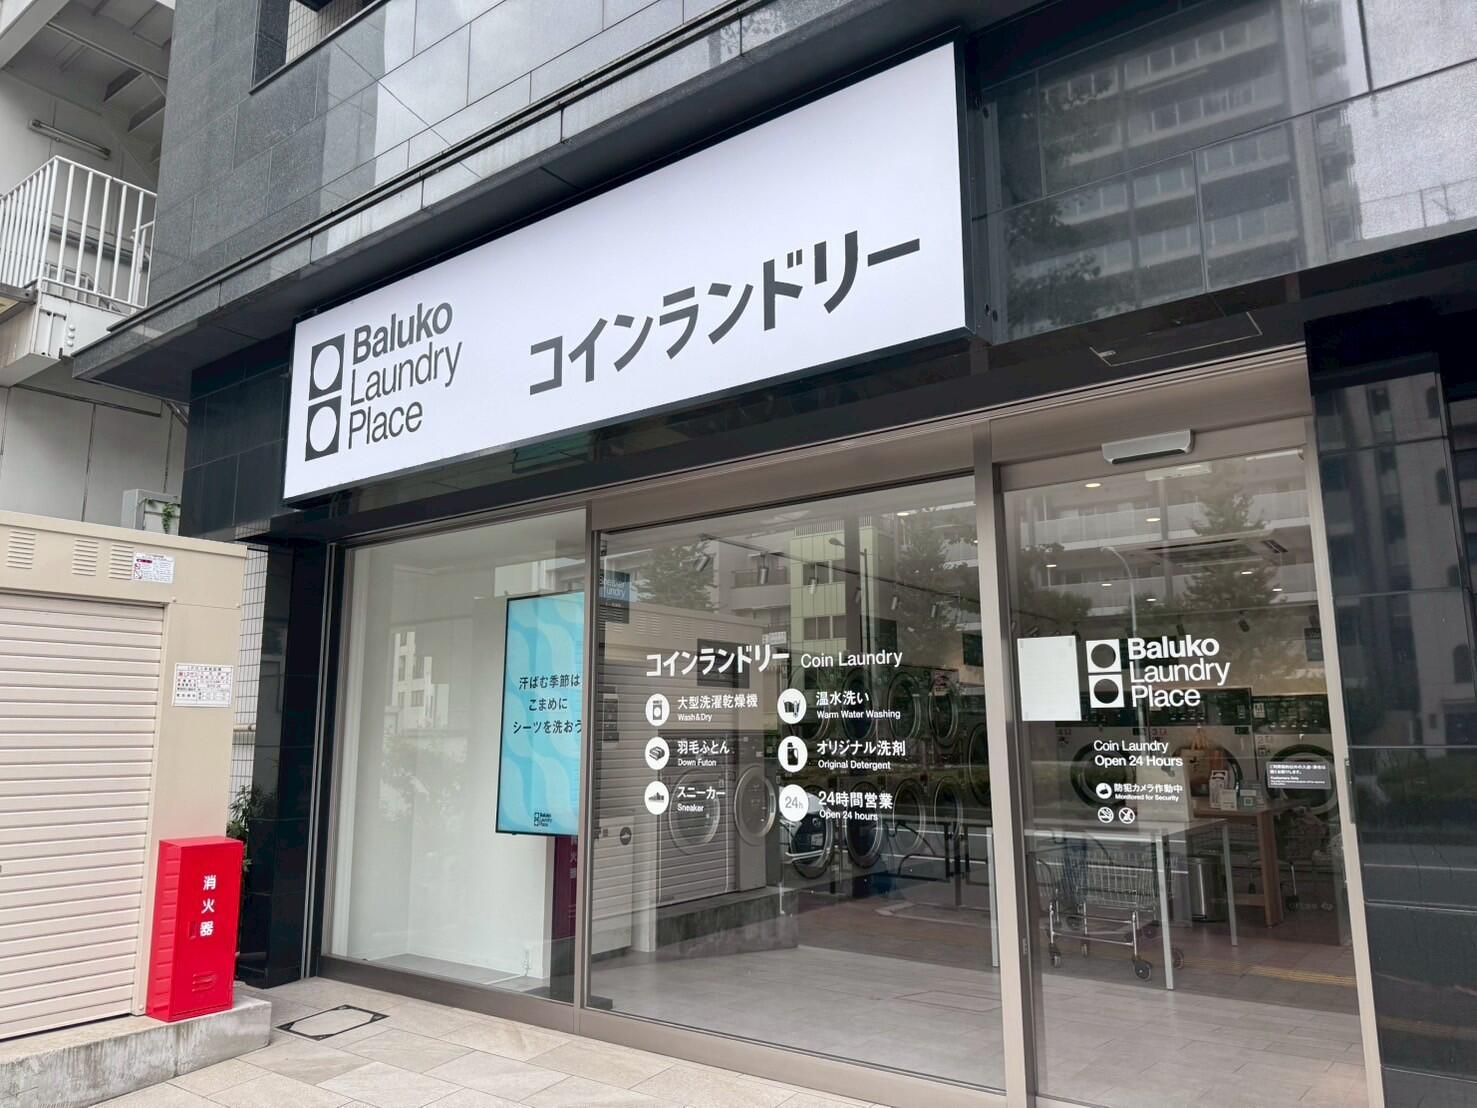 Baluko
Laundry
Place
コインランドリー
汗ばむ季節は
こまめに
シーツを洗おう
Baluko
Laundry
Place
コインランドリー Coin Laundry
大型洗濯乾燥機
Wash&Dry
温水洗い
Warm Water Washing
羽毛ふとん
Down Futon
オリジナル洗剤
Original Detergent
スニーカー
Sneaker
24h
24時間営業
Open 24 hours
Baluko
Laundry
Place
Coin Laundry
Open 24 Hours
防犯カメラ作動中
Monitored for Security
消火器